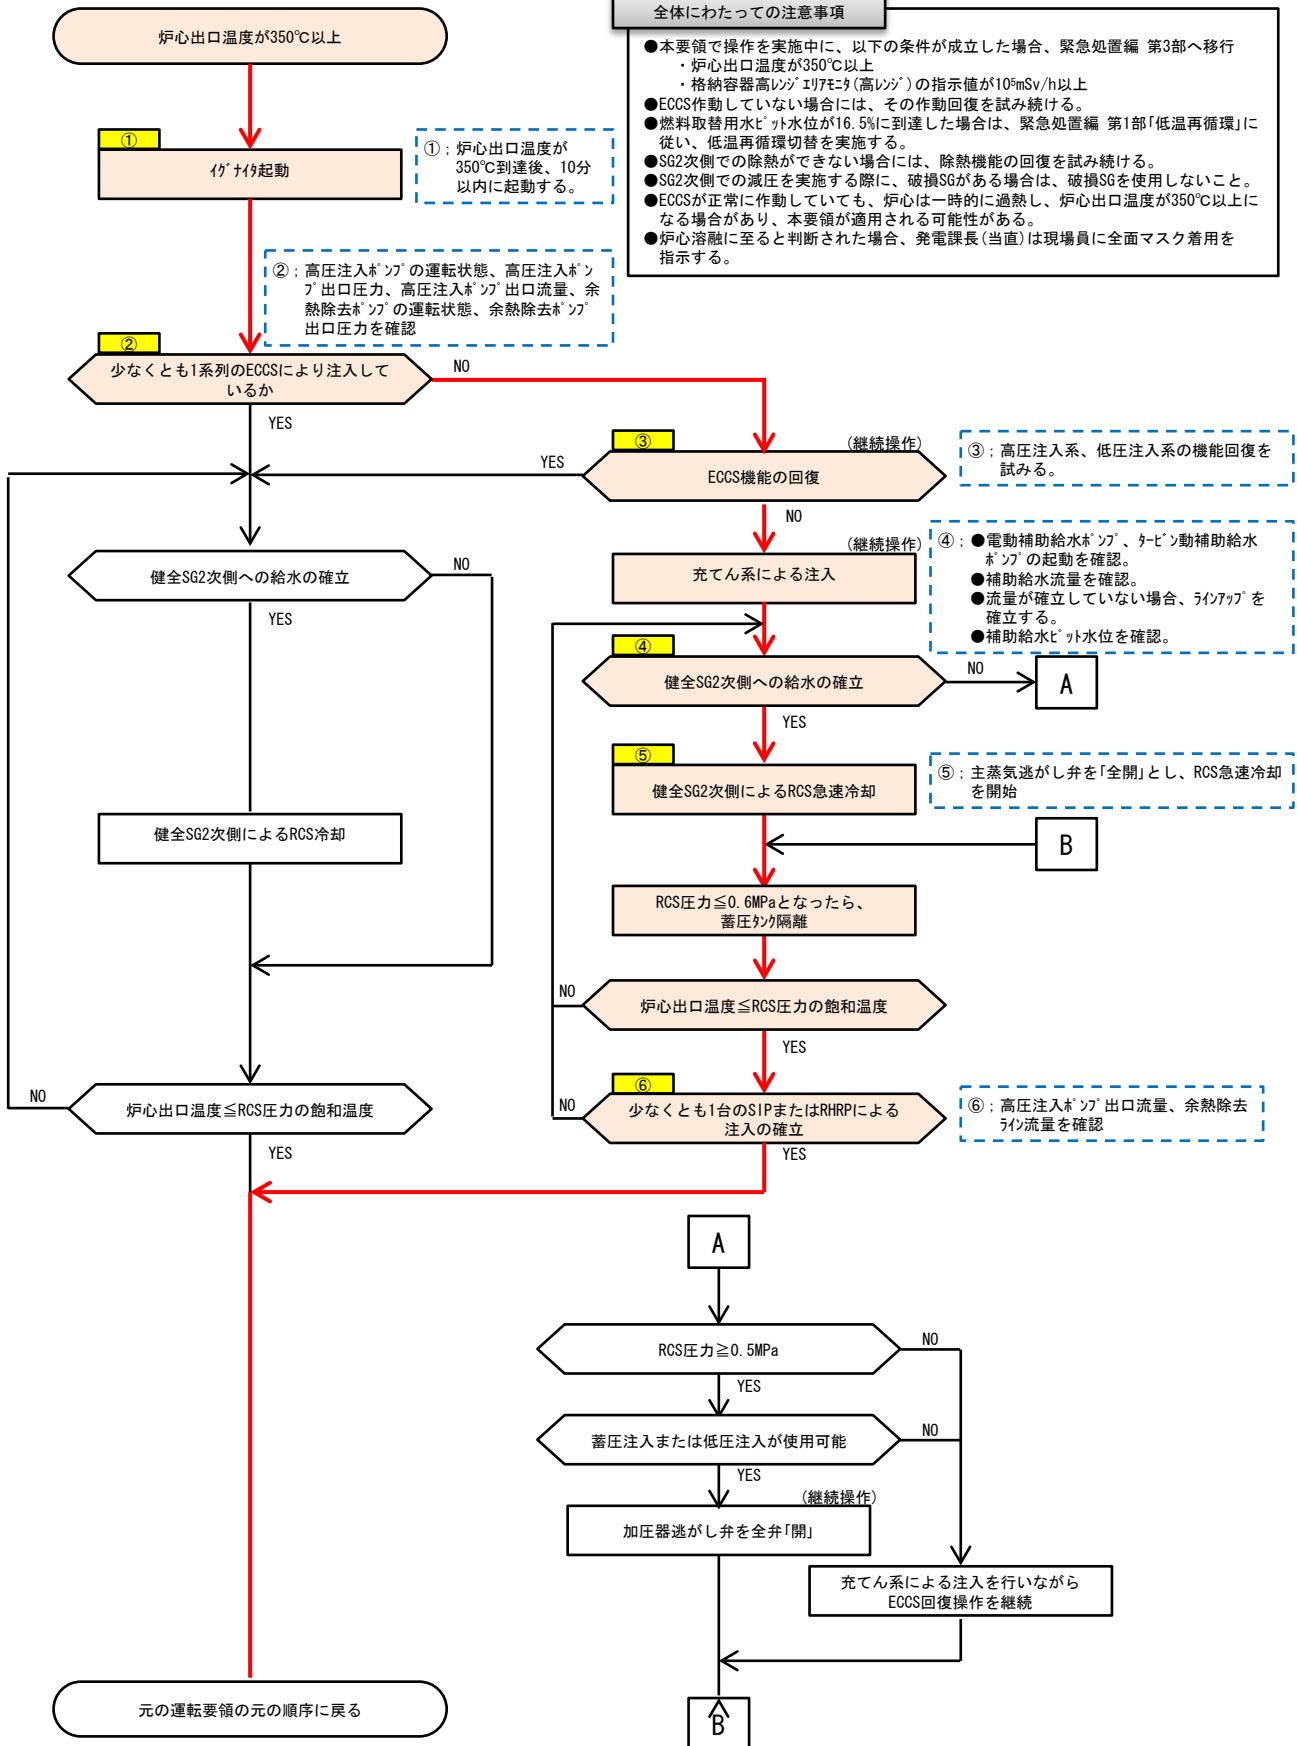 全体にわたっての注意事項
●本要領で操作を実施中に、以下の条件が成立した場合、緊急処置編 第3部へ移行
・炉心出口温度が350℃以上
・格納容器高ﾚﾝｼﾞｴﾘｱﾓﾆﾀ(高ﾚﾝｼﾞ)の指示値が10⁵mSv/h以上
●ECCS作動していない場合には、その作動回復を試み続ける。
●燃料取替用水ﾋﾟｯﾄ水位が16.5%に到達した場合は、緊急処置編 第1部｢低温再循環｣に
従い、低温再循環切替を実施する。
●SG2次側での除熱ができない場合には、除熱機能の回復を試み続ける。
●SG2次側での減圧を実施する際に、破損SGがある場合は、破損SGを使用しないこと。
●ECCSが正常に作動していても、炉心は一時的に過熱し、炉心出口温度が350℃以上に
なる場合があり、本要領が適用される可能性がある。
●炉心溶融に至ると判断された場合、発電課長(当直)は現場員に全面マスク着用を
指示する。
炉心出口温度が350℃以上
①
ｲｸﾞﾅｲﾀ起動
①；炉心出口温度が
350℃到達後、10分
以内に起動する。
②；高圧注入ﾎﾟﾝﾌﾟの運転状態、高圧注入ﾎﾟﾝ
ﾌﾟ出口圧力、高圧注入ﾎﾟﾝﾌﾟ出口流量、余
熱除去ﾎﾟﾝﾌﾟの運転状態、余熱除去ﾎﾟﾝﾌﾟ
出口圧力を確認
②
少なくとも1系列のECCSにより注入して
いるか
NO
YES
③
(継続操作)
ECCS機能の回復
YES
NO
③；高圧注入系、低圧注入系の機能回復を
試みる。
(継続操作)
充てん系による注入
④；●電動補助給水ﾎﾟﾝﾌﾟ、ﾀｰﾋﾞﾝ動補助給水
ﾎﾟﾝﾌﾟの起動を確認。
●補助給水流量を確認。
●流量が確立していない場合、ﾗｲﾝｱｯﾌﾟを
確立する。
●補助給水ﾋﾟｯﾄ水位を確認。
健全SG2次側への給水の確立
NO
YES
④
健全SG2次側への給水の確立
NO
A
YES
⑤
健全SG2次側によるRCS急速冷却
⑤；主蒸気逃がし弁を｢全開｣とし、RCS急速冷却
を開始
健全SG2次側によるRCS冷却
B
RCS圧力≦0.6MPaとなったら、
蓄圧ﾀﾝｸ隔離
炉心出口温度≦RCS圧力の飽和温度
NO
YES
炉心出口温度≦RCS圧力の飽和温度
NO
YES
⑥
少なくとも1台のSIPまたはRHRPによる
注入の確立
NO
YES
⑥；高圧注入ﾎﾟﾝﾌﾟ出口流量、余熱除去
ﾗｲﾝ流量を確認
A
RCS圧力≧0.5MPa
NO
YES
蓄圧注入または低圧注入が使用可能
NO
YES
(継続操作)
加圧器逃がし弁を全弁｢開｣
充てん系による注入を行いながら
ECCS回復操作を継続
B
元の運転要領の元の順序に戻る